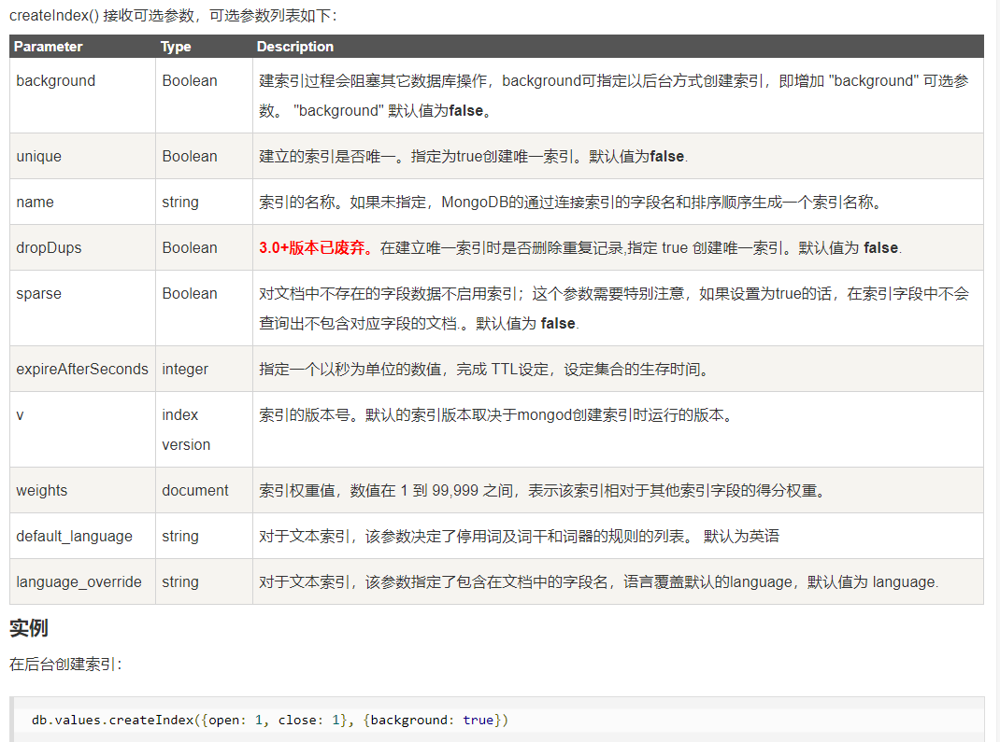 createIndex() 接收可选参数，可选参数列表如下：
Parameter Type Description
background Boolean 建索引过程会阻塞其它数据库操作，background可指定以后台方式创建索引，即增加 "background" 可选参
数。 "background" 默认值为false。
unique Boolean 建立的索引是否唯一。指定为true创建唯一索引。默认值为false.
name string 索引的名称。如果未指定，MongoDB的通过连接索引的字段名和排序顺序生成一个索引名称。
dropDups Boolean 3.0+版本已废弃。在建立唯一索引时是否删除重复记录,指定 true 创建唯一索引。默认值为 false.
sparse Boolean 对文档中不存在的字段数据不启用索引；这个参数需要特别注意，如果设置为true的话，在索引字段中不会
查询出不包含对应字段的文档.。默认值为 false.
expireAfterSeconds integer 指定一个以秒为单位的数值，完成 TTL设定，设定集合的生存时间。
v index 索引的版本号。默认的索引版本取决于mongod创建索引时运行的版本。
version
weights document 索引权重值，数值在 1 到 99,999 之间，表示该索引相对于其他索引字段的得分权重。
default_language string 对于文本索引，该参数决定了停用词及词干和词器的规则的列表。 默认为英语
language_override string 对于文本索引，该参数指定了包含在文档中的字段名，语言覆盖默认的language，默认值为 language.
实例
在后台创建索引：
db.values.createIndex({open: 1, close: 1}, {background: true})